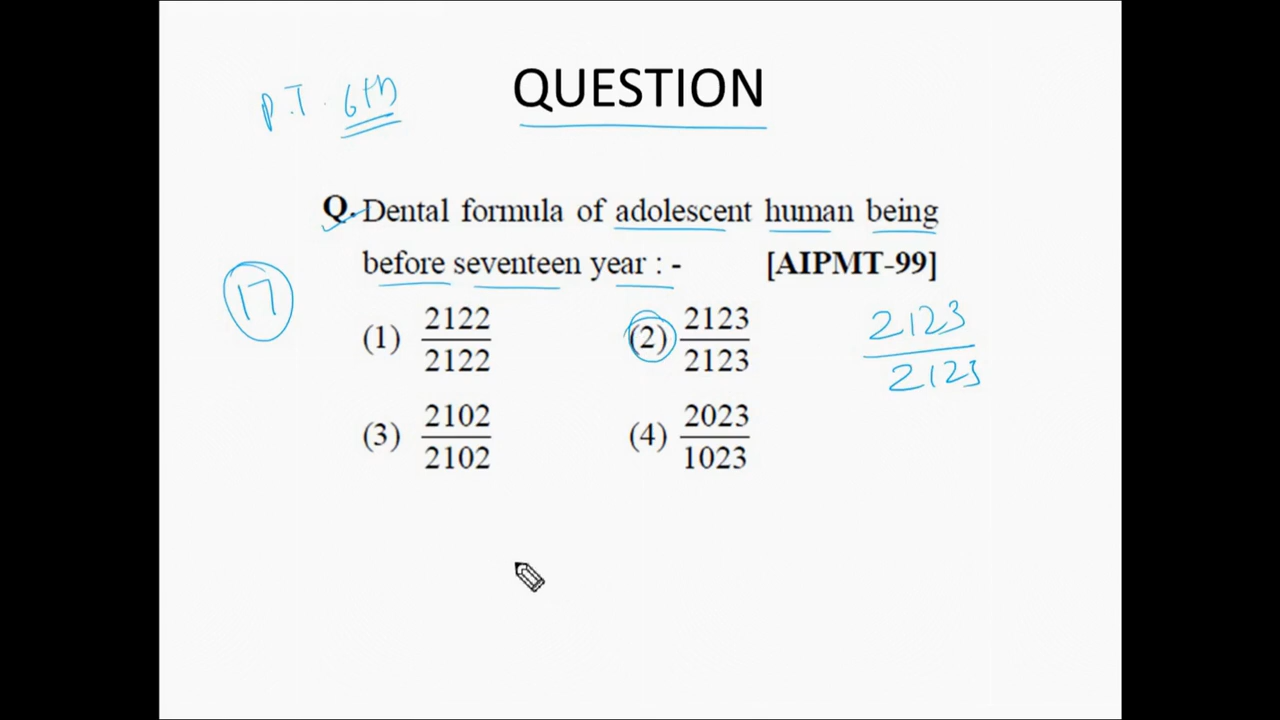 P.T. 6th
QUESTION
Q. Dental formula of adolescent human being
before seventeen year : - [AIPMT-99]
17
(1) 2122/2122 (2) 2123/2123 2123/2123
(3) 2102/2102 (4) 2023/1023